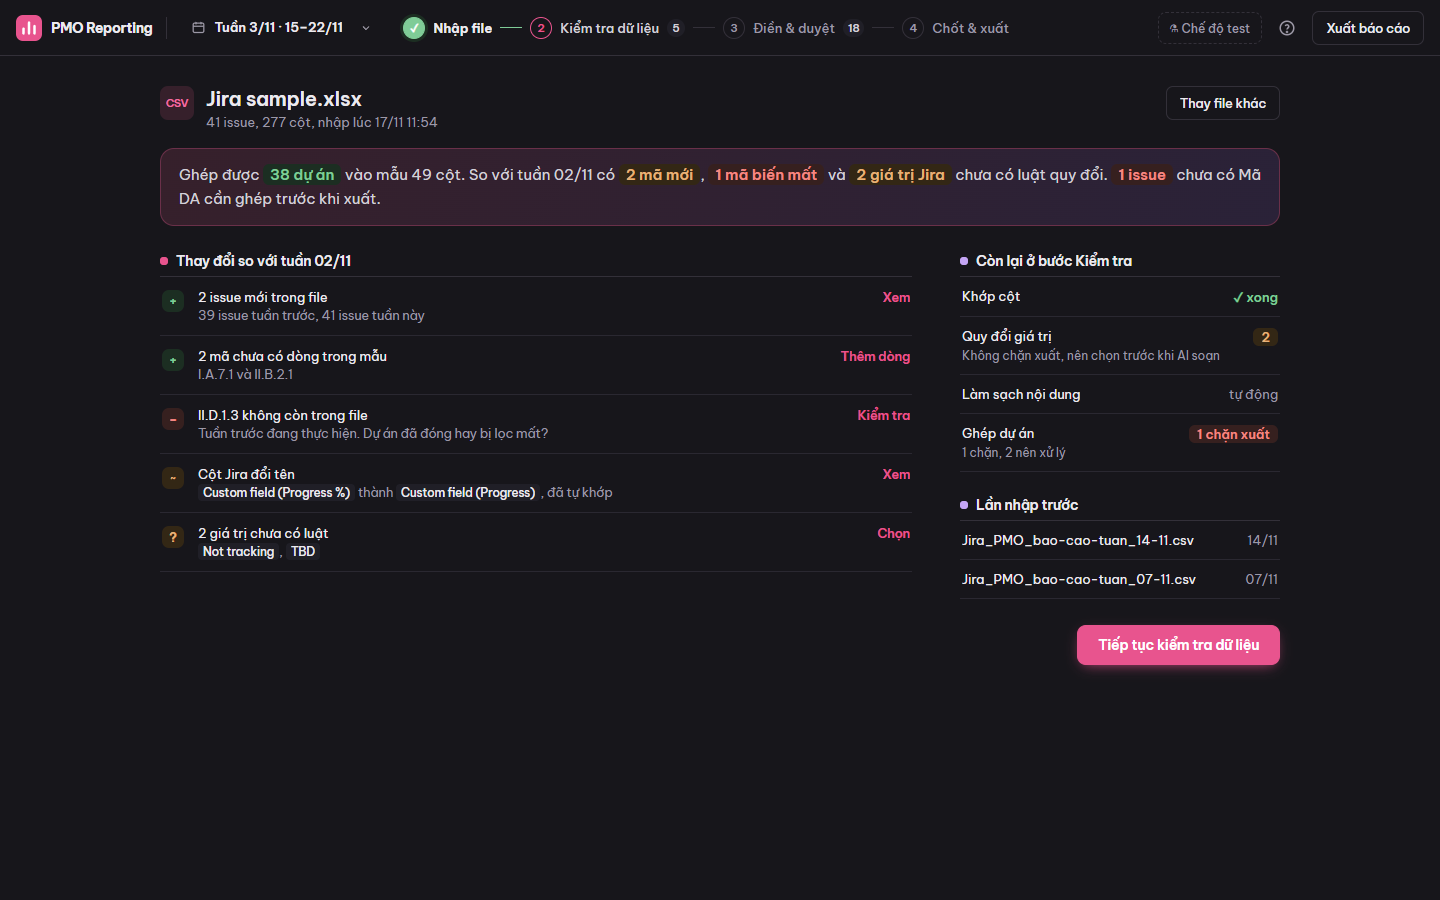 PMO Reporting
Tuần 3/11 · 15–22/11
Nhập file
2 Kiểm tra dữ liệu 5
3 Điền & duyệt 18
4 Chốt & xuất
Chế độ test
Xuất báo cáo
CSV
Jira sample.xlsx
41 issue, 277 cột, nhập lúc 17/11 11:54
Thay file khác
Ghép được 38 dự án vào mẫu 49 cột. So với tuần 02/11 có 2 mã mới , 1 mã biến mất và 2 giá trị Jira chưa có luật quy đổi. 1 issue chưa có Mã
DA cần ghép trước khi xuất.
Thay đổi so với tuần 02/11
+ 2 issue mới trong file Xem
39 issue tuần trước, 41 issue tuần này
+ 2 mã chưa có dòng trong mẫu Thêm dòng
I.A.7.1 và II.B.2.1
− II.D.1.3 không còn trong file Kiểm tra
Tuần trước đang thực hiện. Dự án đã đóng hay bị lọc mất?
~ Cột Jira đổi tên Xem
Custom field (Progress %) thành Custom field (Progress) , đã tự khớp
? 2 giá trị chưa có luật Chọn
Not tracking , TBD
Còn lại ở bước Kiểm tra
Khớp cột ✓ xong
Quy đổi giá trị 2
Không chặn xuất, nên chọn trước khi AI soạn
Làm sạch nội dung tự động
Ghép dự án 1 chặn xuất
1 chặn, 2 nên xử lý
Lần nhập trước
Jira_PMO_bao-cao-tuan_14-11.csv 14/11
Jira_PMO_bao-cao-tuan_07-11.csv 07/11
Tiếp tục kiểm tra dữ liệu